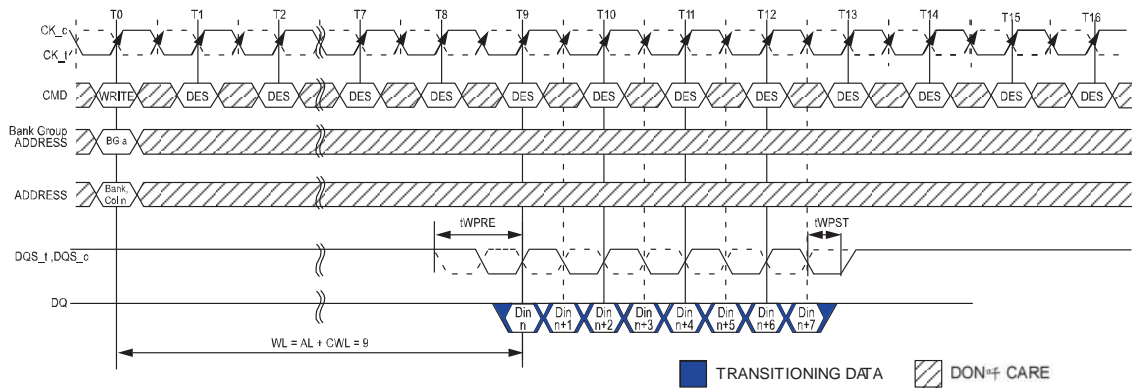 T0 T1 T2 T7 T8 T9 T10 T11 T12 T13 T14 T15 T16
CK_c
CK_t
CMD WRITE DES DES DES DES DES DES DES DES DES DES DES DES
Bank Group
ADDRESS
BG a
ADDRESS
Bank,
Col n
tWPRE tWPST
DQS_t ,DQS_c
DQ
Din
n
Din
n+1
Din
n+2
Din
n+3
Din
n+4
Din
n+5
Din
n+6
Din
n+7
WL = AL + CWL = 9
TRANSITIONING DATA
CARE